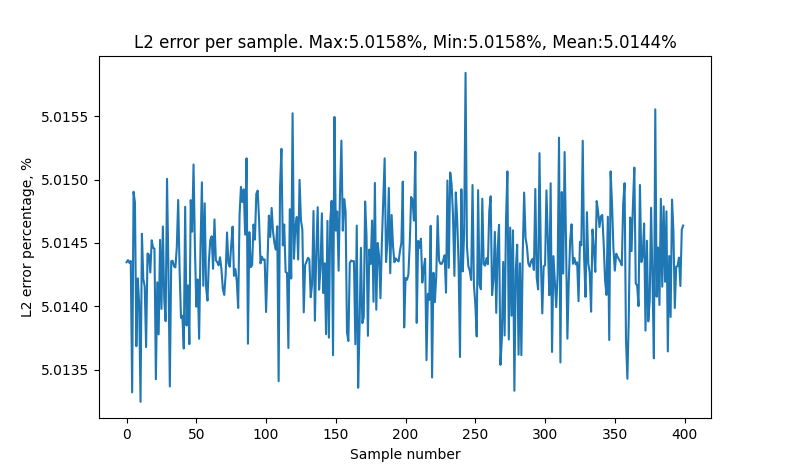 L2 error per sample. Max:5.0158%, Min:5.0158%, Mean:5.0144%
L2 error percentage, %
5.0155
5.0150
5.0145
5.0140
5.0135
0 50 100 150 200 250 300 350 400
Sample number